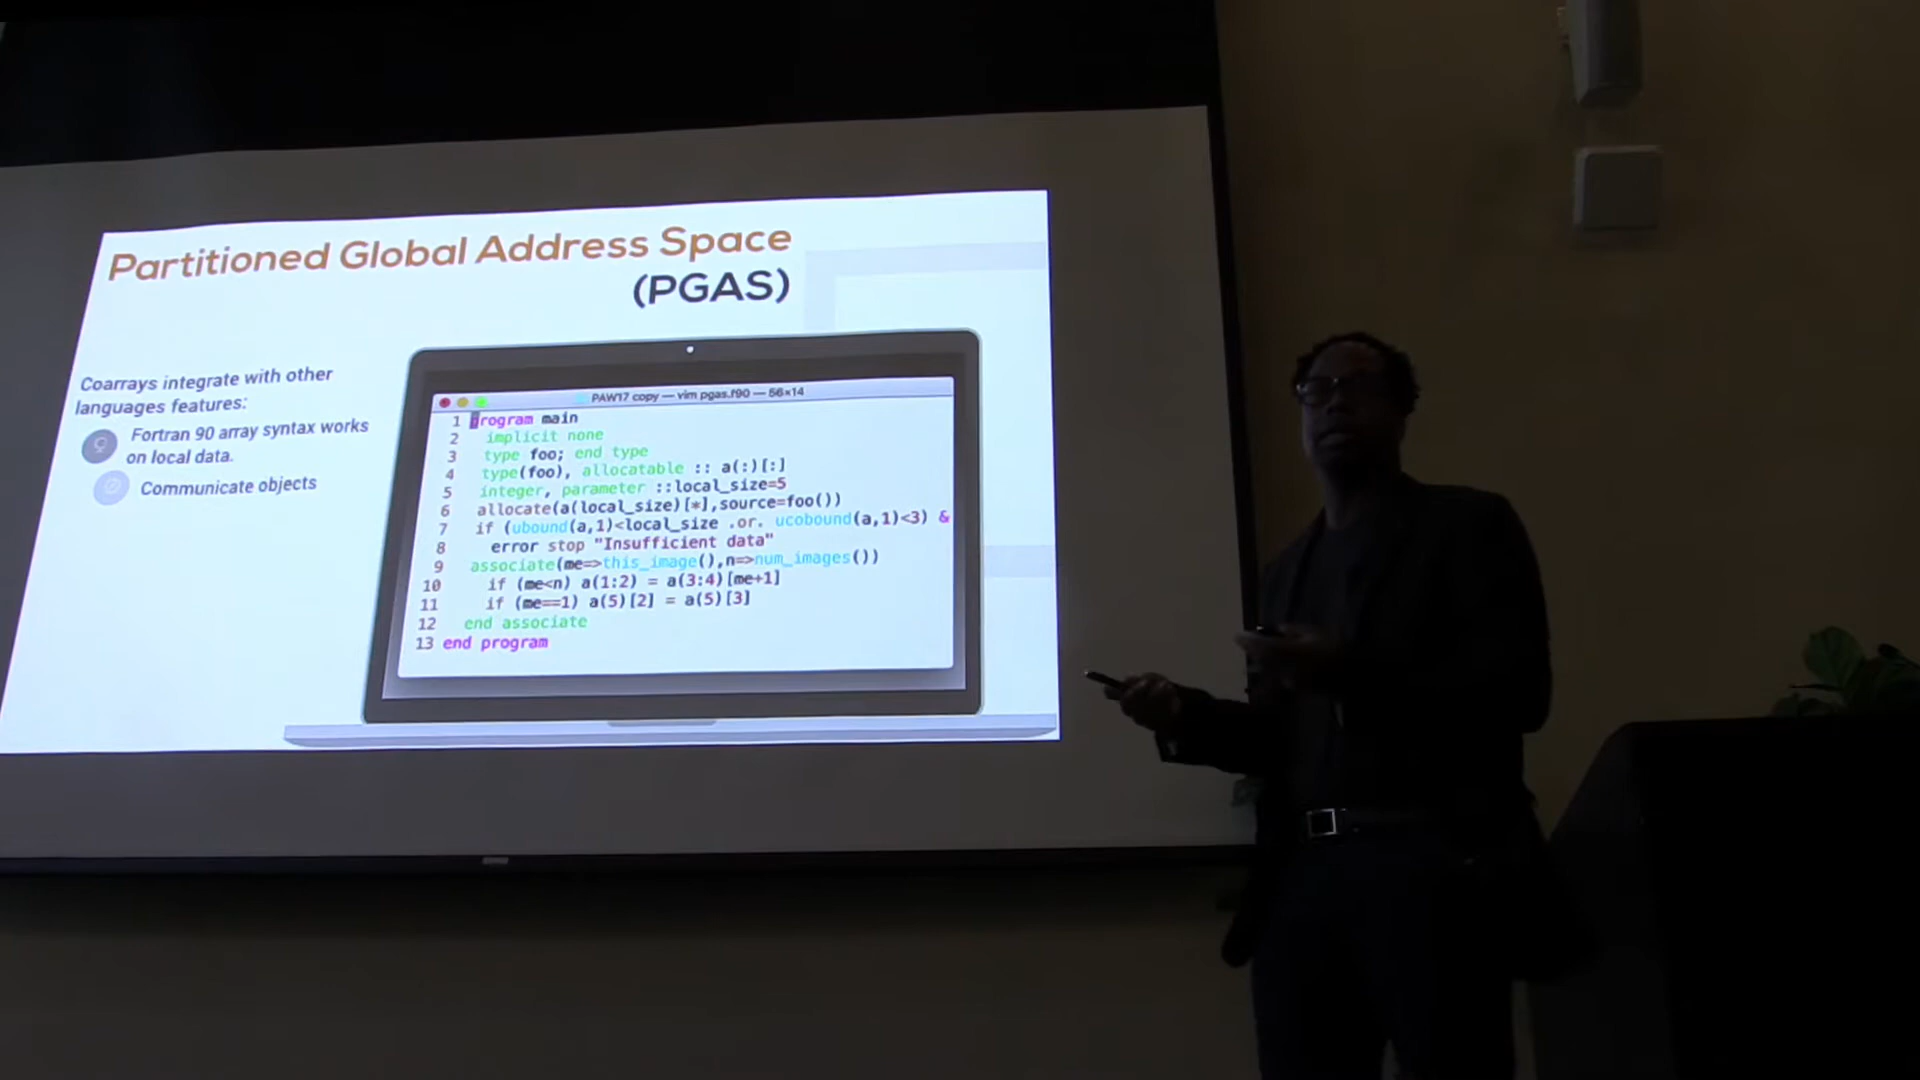 Partitioned Global Address Space
(PGAS)
Coarrays integrate with other
languages features:
Fortran 90 array syntax works
on local data.
Communicate objects
PAW17 copy — vim pgas.f90 — 56×14
1 program main
2 implicit none
3 type foo; end type
4 type(foo), allocatable :: a(:)[:]
5 integer, parameter ::local_size=5
6 allocate(a(local_size)[*],source=foo())
7 if (ubound(a,1)<local_size .or. ucobound(a,1)<3) &
8 error stop "Insufficient data"
9 associate(me=>this_image(),n=>num_images())
10 if (me<n) a(1:2) = a(3:4)[me+1]
11 if (me==1) a(5)[2] = a(5)[3]
12 end associate
13 end program